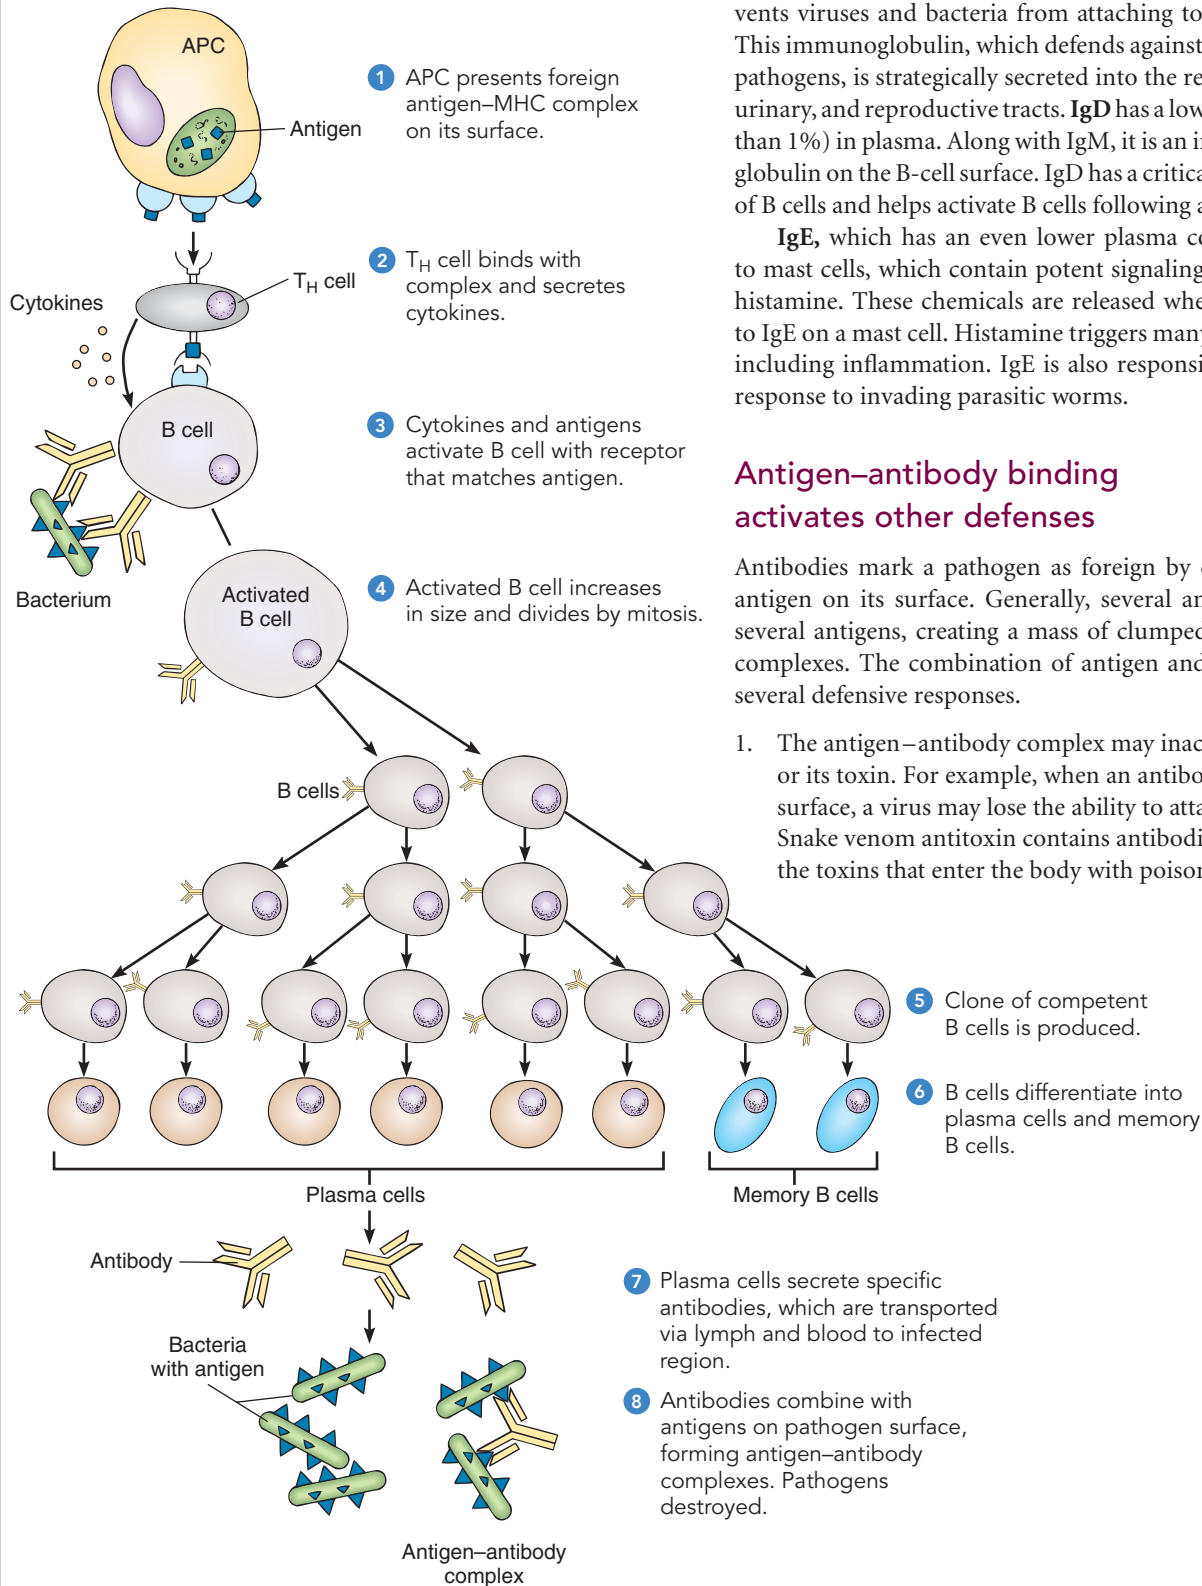 APC
Antigen
1 APC presents foreign
antigen–MHC complex
on its surface.
Cytokines
TH cell
2 TH cell binds with
complex and secretes
cytokines.
B cell
3 Cytokines and antigens
activate B cell with receptor
that matches antigen.
Bacterium
Activated
B cell
4 Activated B cell increases
in size and divides by mitosis.
B cells
5 Clone of competent
B cells is produced.
6 B cells differentiate into
plasma cells and memory
B cells.
Plasma cells
Memory B cells
Antibody
7 Plasma cells secrete specific
antibodies, which are transported
via lymph and blood to infected
region.
Bacteria
with antigen
8 Antibodies combine with
antigens on pathogen surface,
forming antigen–antibody
complexes. Pathogens
destroyed.
Antigen–antibody
complex
vents viruses and bacteria from attaching to
This immunoglobulin, which defends against
pathogens, is strategically secreted into the re
urinary, and reproductive tracts. IgD has a low
than 1%) in plasma. Along with IgM, it is an i
globulin on the B-cell surface. IgD has a critica
of B cells and helps activate B cells following a
IgE, which has an even lower plasma co
to mast cells, which contain potent signaling
histamine. These chemicals are released whe
to IgE on a mast cell. Histamine triggers many
including inflammation. IgE is also responsi
response to invading parasitic worms.
Antigen–antibody binding
activates other defenses
Antibodies mark a pathogen as foreign by
antigen on its surface. Generally, several an
several antigens, creating a mass of clumped
complexes. The combination of antigen and
several defensive responses.
1. The antigen–antibody complex may inac
or its toxin. For example, when an antibo
surface, a virus may lose the ability to atta
Snake venom antitoxin contains antibodi
the toxins that enter the body with poison